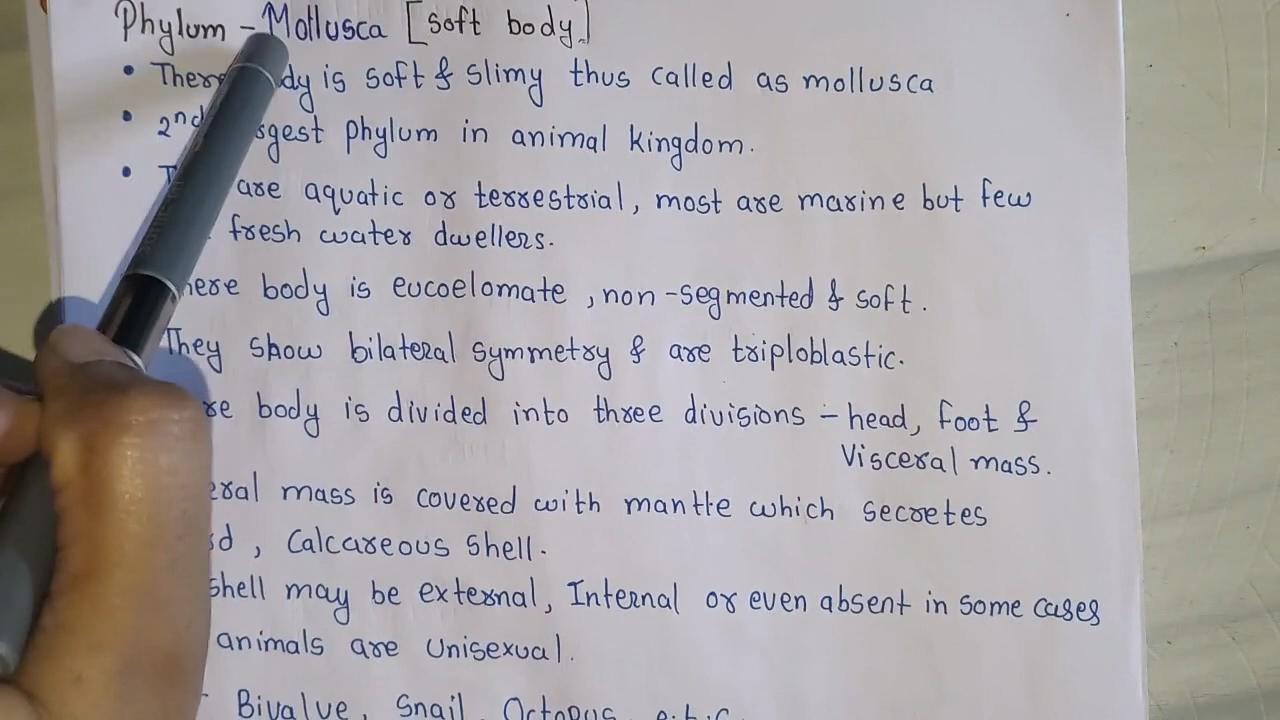 Phylum - Mollusca [soft body]
• There body is soft & slimy thus called as mollusca
• 2nd largest phylum in animal kingdom.
• are aquatic or terrestrial, most are marine but few
fresh water dwellers.
here body is eucoelomate, non-segmented & soft.
They show bilateral symmetry & are triploblastic.
re body is divided into three divisions - head, foot &
Visceral mass.
eral mass is covered with mantle which secretes
d, Calcareous shell.
shell may be external, Internal or even absent in some cases
animals are Unisexual.
Bivalve, Snail, Octopus, e.t.c